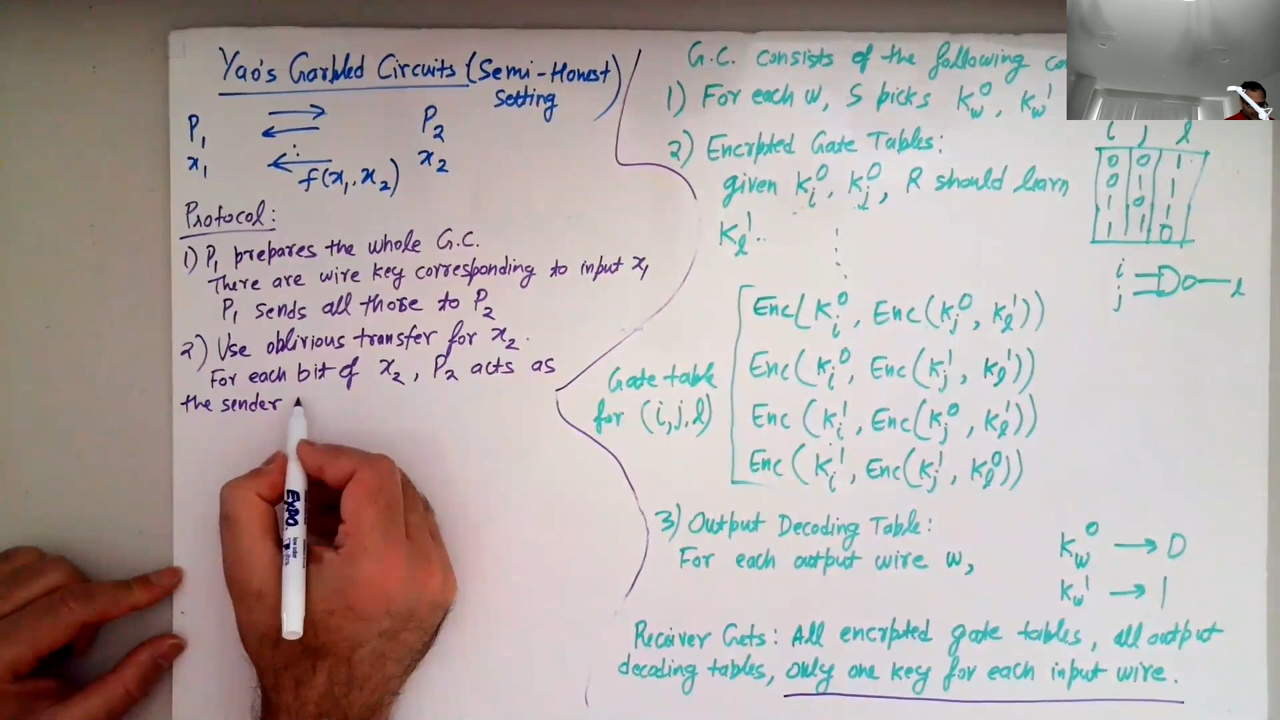 Yao's Garbled Circuits (Semi-Honest
Setting)
P₁ P₂
x₁ x₂
f(x₁, x₂)
Protocol:
1) P₁ prepares the whole G.C.
There are wire key corresponding to input x₁
P₁ sends all those to P₂
2) Use oblivious transfer for x₂.
For each bit of x₂, P₂ acts as
the sender
G.C. consists of the following
1) For each w, S picks K_w^0, K_w^1
2) Encrpted Gate Tables:
given K_i^0, K_j^0, R should learn
K_l^1.
i j l
0 0 1
0 1 1
1 0 1
1 1 0
i
j
l
Gate table
for (i,j,l)
Enc(K_i^0, Enc(K_j^0, K_l^1))
Enc(K_i^0, Enc(K_j^1, K_l^1))
Enc(K_i^1, Enc(K_j^0, K_l^1))
Enc(K_i^1, Enc(K_j^1, K_l^0))
3) Output Decoding Table:
For each output wire w,
K_w^0 → 0
K_w^1 → 1
Receiver Gets: All encrpted gate tables, all output
decoding tables, only one key for each input wire.
EXPO